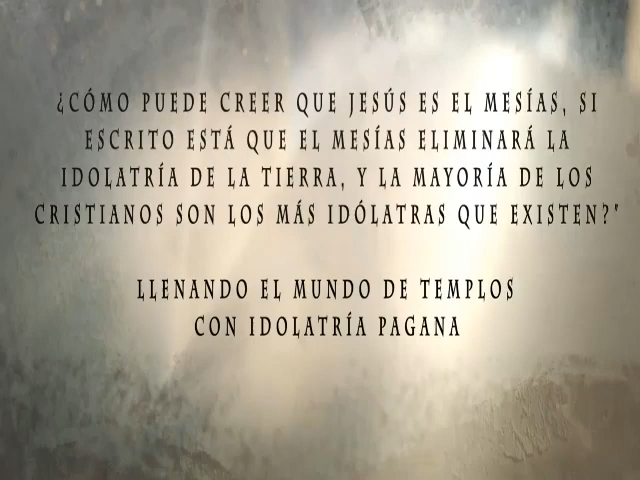 ¿CÓMO PUEDE CREER QUE JESÚS ES EL MESÍAS, SI
ESCRITO ESTÁ QUE EL MESÍAS ELIMINARÁ LA
IDOLATRÍA DE LA TIERRA, Y LA MAYORÍA DE LOS
CRISTIANOS SON LOS MÁS IDÓLATRAS QUE EXISTEN?"
LLENANDO EL MUNDO DE TEMPLOS
CON IDOLATRÍA PAGANA